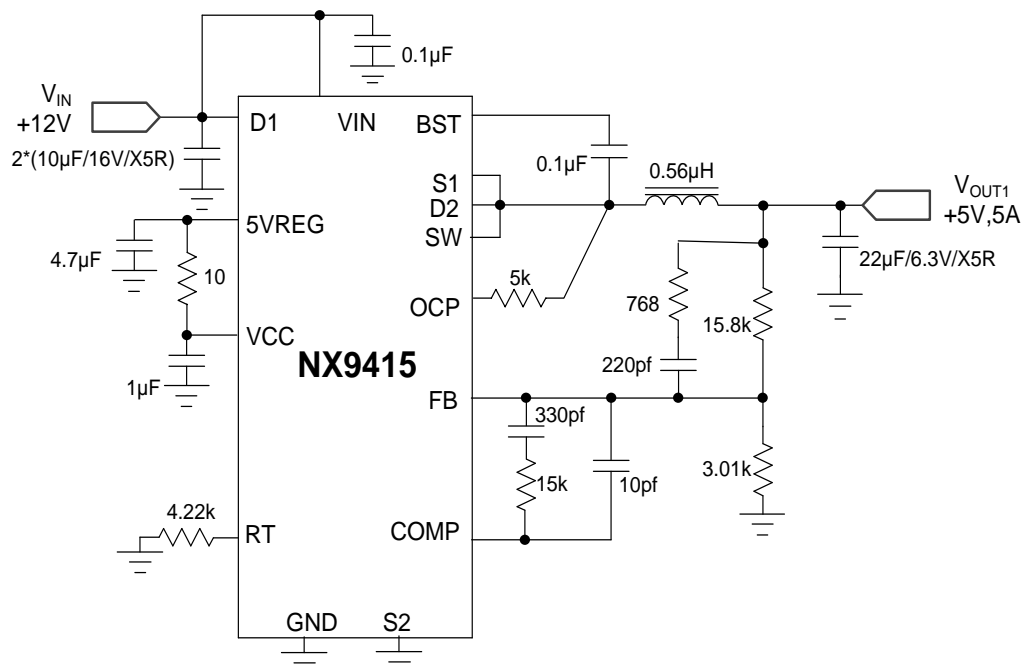 0.1µF
VIN
+12V
2*(10µF/16V/X5R)
D1
VIN
BST
0.1µF
0.56µH
S1
D2
SW
VOUT1
+5V,5A
22µF/6.3V/X5R
5VREG
4.7µF
10
5k
OCP
768
15.8k
VCC
1µF
NX9415
220pf
FB
330pf
3.01k
15k
10pf
4.22k
RT
COMP
GND
S2